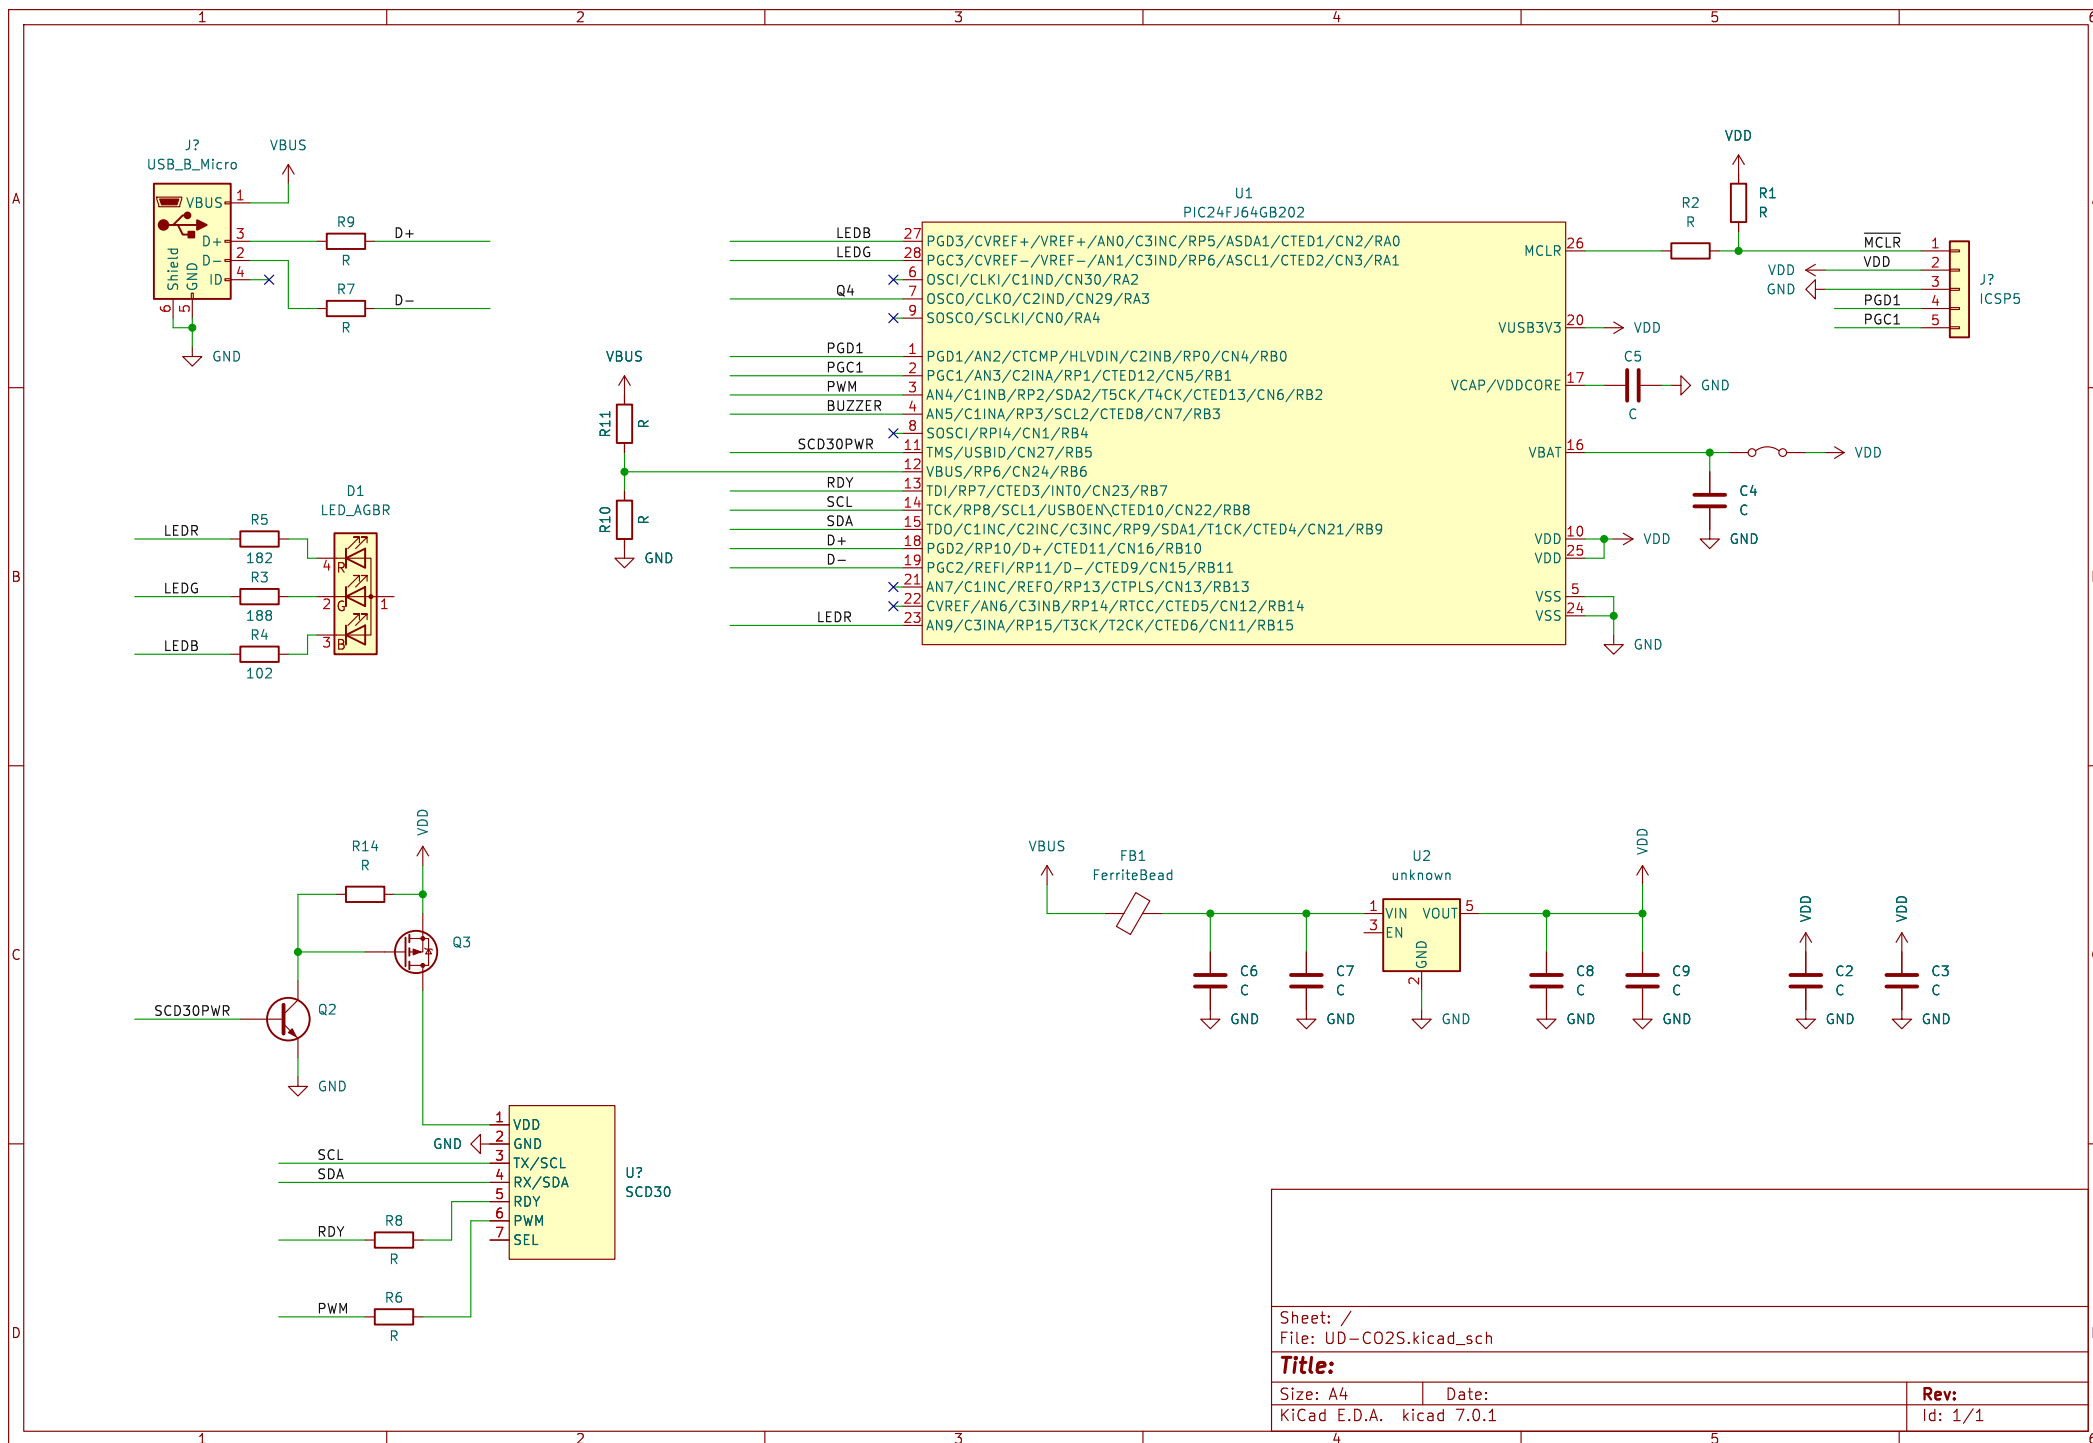 1 2 3 4 5 6
A
B
C
D
J?
USB_B_Micro
VBUS
VBUS 1
D+ 3
D- 2
ID 4
Shield
GND
6 5
GND
R9
R
D+
R7
R
D-
D1
LED_AGBR
LEDR
R5
182
LEDG
R3
188
LEDB
R4
102
4 R
2 G 1
3 B
VBUS
R11
R
R10
R
GND
U1
PIC24FJ64GB202
LEDB 27 PGD3/CVREF+/VREF+/AN0/C3INC/RP5/ASDA1/CTED1/CN2/RA0
LEDG 28 PGC3/CVREF-/VREF-/AN1/C3IND/RP6/ASCL1/CTED2/CN3/RA1
6 OSCI/CLKI/C1IND/CN30/RA2
Q4 7 OSCO/CLKO/C2IND/CN29/RA3
9 SOSCO/SCLKI/CN0/RA4
PGD1 1 PGD1/AN2/CTCMP/HLVDIN/C2INB/RP0/CN4/RB0
PGC1 2 PGC1/AN3/C2INA/RP1/CTED12/CN5/RB1
PWM 3 AN4/C1INB/RP2/SDA2/T5CK/T4CK/CTED13/CN6/RB2
BUZZER 4 AN5/C1INA/RP3/SCL2/CTED8/CN7/RB3
8 SOSCI/RPI4/CN1/RB4
SCD30PWR 11 TMS/USBID/CN27/RB5
12 VBUS/RP6/CN24/RB6
RDY 13 TDI/RP7/CTED3/INT0/CN23/RB7
SCL 14 TCK/RP8/SCL1/USBOEN\CTED10/CN22/RB8
SDA 15 TDO/C1INC/C2INC/C3INC/RP9/SDA1/T1CK/CTED4/CN21/RB9
D+ 18 PGD2/RP10/D+/CTED11/CN16/RB10
D- 19 PGC2/REFI/RP11/D-/CTED9/CN15/RB11
21 AN7/C1INC/REFO/RP13/CTPLS/CN13/RB13
22 CVREF/AN6/C3INB/RP14/RTCC/CTED5/CN12/RB14
LEDR 23 AN9/C3INA/RP15/T3CK/T2CK/CTED6/CN11/RB15
MCLR 26
VUSB3V3 20 VDD
VCAP/VDDCORE 17
C5
C
GND
VBAT 16
VDD
C4
C
GND
VDD 10 VDD
VDD 25
VSS 5
VSS 24
GND
R2
R
VDD
R1
R
MCLR 1
VDD VDD 2
GND 3
PGD1 4
PGC1 5
J?
ICSP5
VDD
R14
R
Q3
SCD30PWR
Q2
GND
1 VDD
GND 2 GND
SCL 3 TX/SCL
SDA 4 RX/SDA
5 RDY
6 PWM
7 SEL
U?
SCD30
RDY
R8
R
PWM
R6
R
VBUS
FB1
FerriteBead
U2
unknown
1 VIN VOUT 5
3 EN
GND
2
GND
C6
C
GND
C7
C
GND
C8
C
GND
VDD
C9
C
GND
VDD
C2
C
GND
VDD
C3
C
GND
Sheet: /
File: UD-CO2S.kicad_sch
Title:
Size: A4 Date: Rev:
KiCad E.D.A. kicad 7.0.1 Id: 1/1
1 2 3 4 5 6